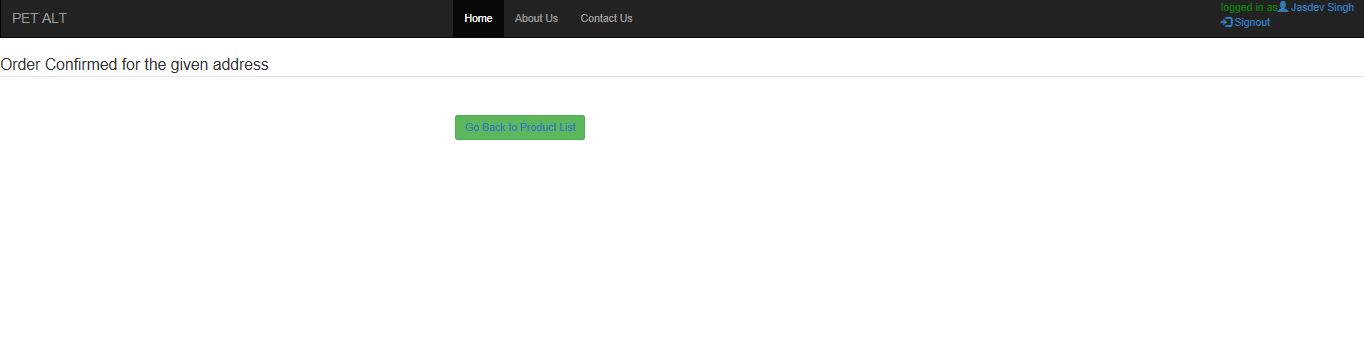 PET ALT
Home
About Us
Contact Us
logged in as Jasdev Singh
Signout
Order Confirmed for the given address
Go Back to Product List